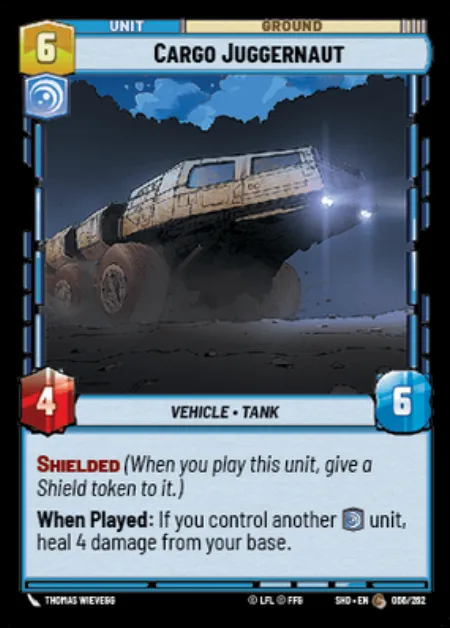 UNIT
GROUND
6
CARGO JUGGERNAUT
4
VEHICLE • TANK
6
SHIELDED (When you play this unit, give a
Shield token to it.)
When Played: If you control another unit,
heal 4 damage from your base.
THOMAS WIEVEGG
© LFL © FFG
SHD • EN
066/262